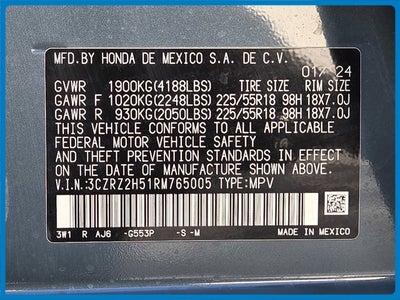 MFD. BY HONDA DE MEXICO S.A. DE C.V.
01/24
GVWR 1900KG(4188LBS) TIRE SIZE RIM SIZE
GAWR F 1020KG(2248LBS) 225/55R18 98H 18X7.0J
GAWR R 930KG(2050LBS) 225/55R18 98H 18X7.0J
THIS VEHICLE CONFORMS TO ALL APPLICABLE
FEDERAL MOTOR VEHICLE SAFETY
AND THEFT PREVENTION STANDARDS IN EFFECT
ON THE DATE OF MANUFACTURE SHOWN ABOVE.
V.I.N.:3CZRZ2H51RM765005 TYPE:MPV
3W1 R AJ6 -G553P -S -M MADE IN MEXICO